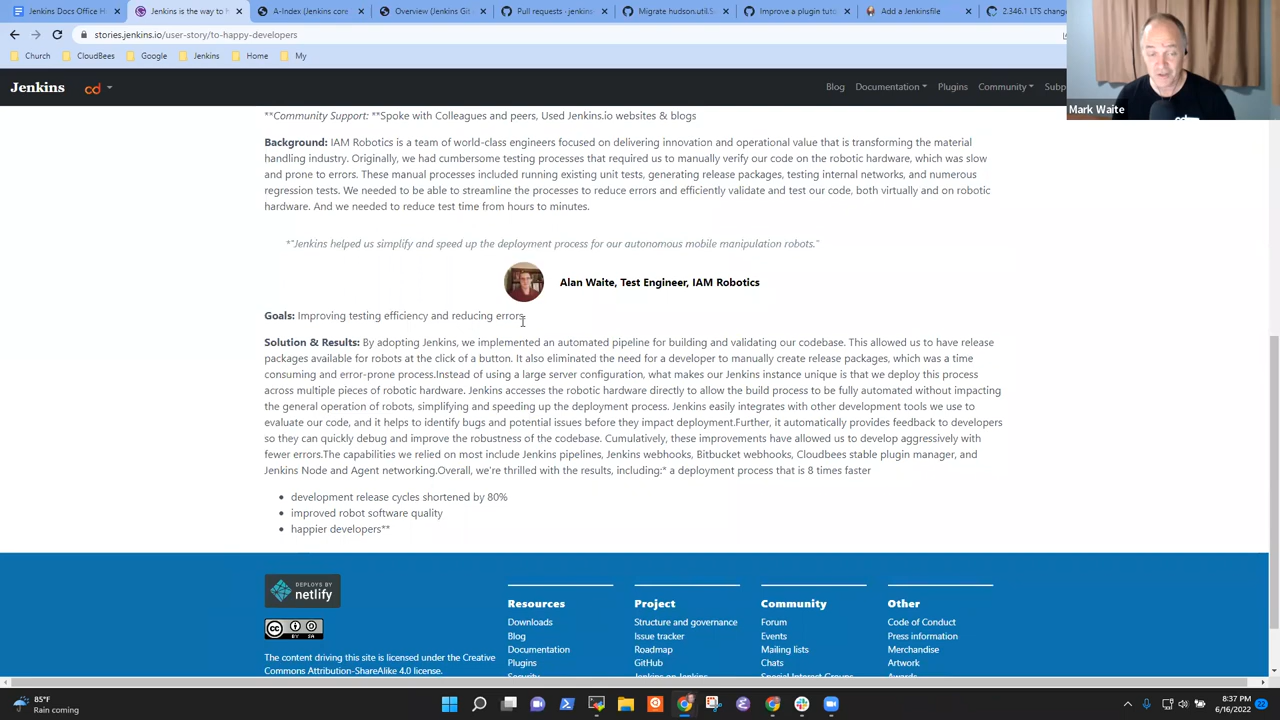 Jenkins Docs Office H
Jenkins is the way to h
A-Index (Jenkins core
Overview (Jenkins Git
Pull requests · jenkins
Migrate hudson.util.
Improve a plugin tuto
Add a Jenkinsfile
2.346.1 LTS changel
stories.jenkins.io/user-story/to-happy-developers
Church CloudBees Google Jenkins Home My
Jenkins cd Blog Documentation Plugins Community
Mark Waite
**Community Support: **Spoke with Colleagues and peers, Used Jenkins.io websites & blogs
Background: IAM Robotics is a team of world-class engineers focused on delivering innovation and operational value that is transforming the material
handling industry. Originally, we had cumbersome testing processes that required us to manually verify our code on the robotic hardware, which was slow
and prone to errors. These manual processes included running existing unit tests, generating release packages, testing internal networks, and numerous
regression tests. We needed to be able to streamline the processes to reduce errors and efficiently validate and test our code, both virtually and on robotic
hardware. And we needed to reduce test time from hours to minutes.
*"Jenkins helped us simplify and speed up the deployment process for our autonomous mobile manipulation robots."
Alan Waite, Test Engineer, IAM Robotics
Goals: Improving testing efficiency and reducing errors
Solution & Results: By adopting Jenkins, we implemented an automated pipeline for building and validating our codebase. This allowed us to have release
packages available for robots at the click of a button. It also eliminated the need for a developer to manually create release packages, which was a time
consuming and error-prone process.Instead of using a large server configuration, what makes our Jenkins instance unique is that we deploy this process
across multiple pieces of robotic hardware. Jenkins accesses the robotic hardware directly to allow the build process to be fully automated without impacting
the general operation of robots, simplifying and speeding up the deployment process. Jenkins easily integrates with other development tools we use to
evaluate our code, and it helps to identify bugs and potential issues before they impact deployment.Further, it automatically provides feedback to developers
so they can quickly debug and improve the robustness of the codebase. Cumulatively, these improvements have allowed us to develop aggressively with
fewer errors.The capabilities we relied on most include Jenkins pipelines, Jenkins webhooks, Bitbucket webhooks, Cloudbees stable plugin manager, and
Jenkins Node and Agent networking.Overall, we're thrilled with the results, including:* a deployment process that is 8 times faster
• development release cycles shortened by 80%
• improved robot software quality
• happier developers**
DEPLOYS BY
netlify
BY SA
The content driving this site is licensed under the Creative
Commons Attribution-ShareAlike 4.0 license.
Resources
Downloads
Blog
Documentation
Plugins
Security
Project
Structure and governance
Issue tracker
Roadmap
GitHub
Jenkins on Jenkins
Community
Forum
Events
Mailing lists
Chats
Special Interest Groups
Other
Code of Conduct
Press information
Merchandise
Artwork
Awards
85°F
Rain coming
8:37 PM
6/16/2022
22